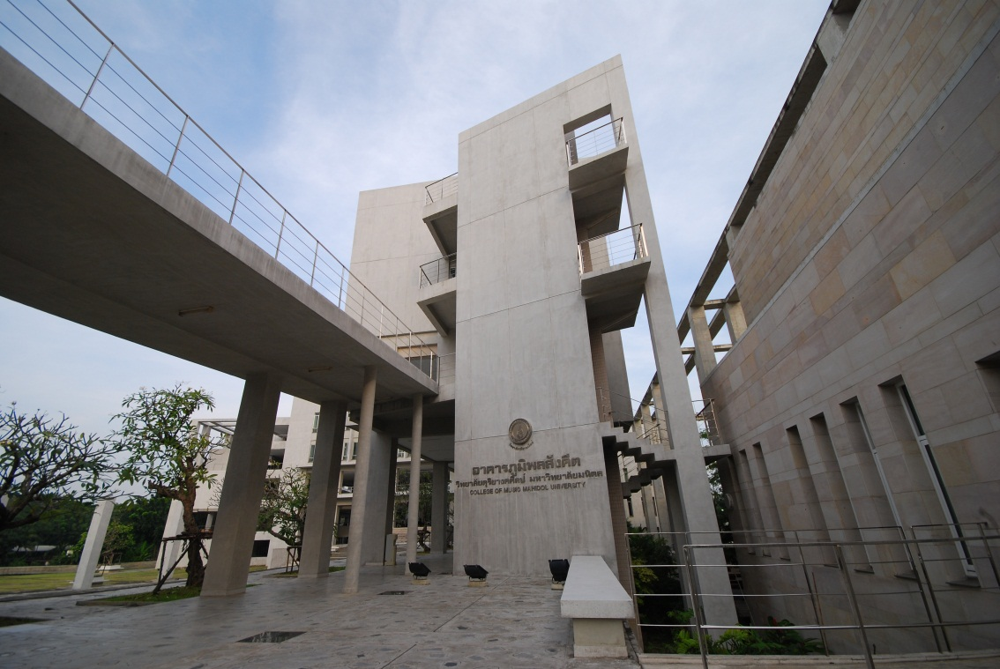 อาคารภูมิพลสังคีต
วิทยาลัยดุริยางคศิลป์ มหาวิทยาลัยมหิดล
COLLEGE OF MUSIC MAHIDOL UNIVERSITY